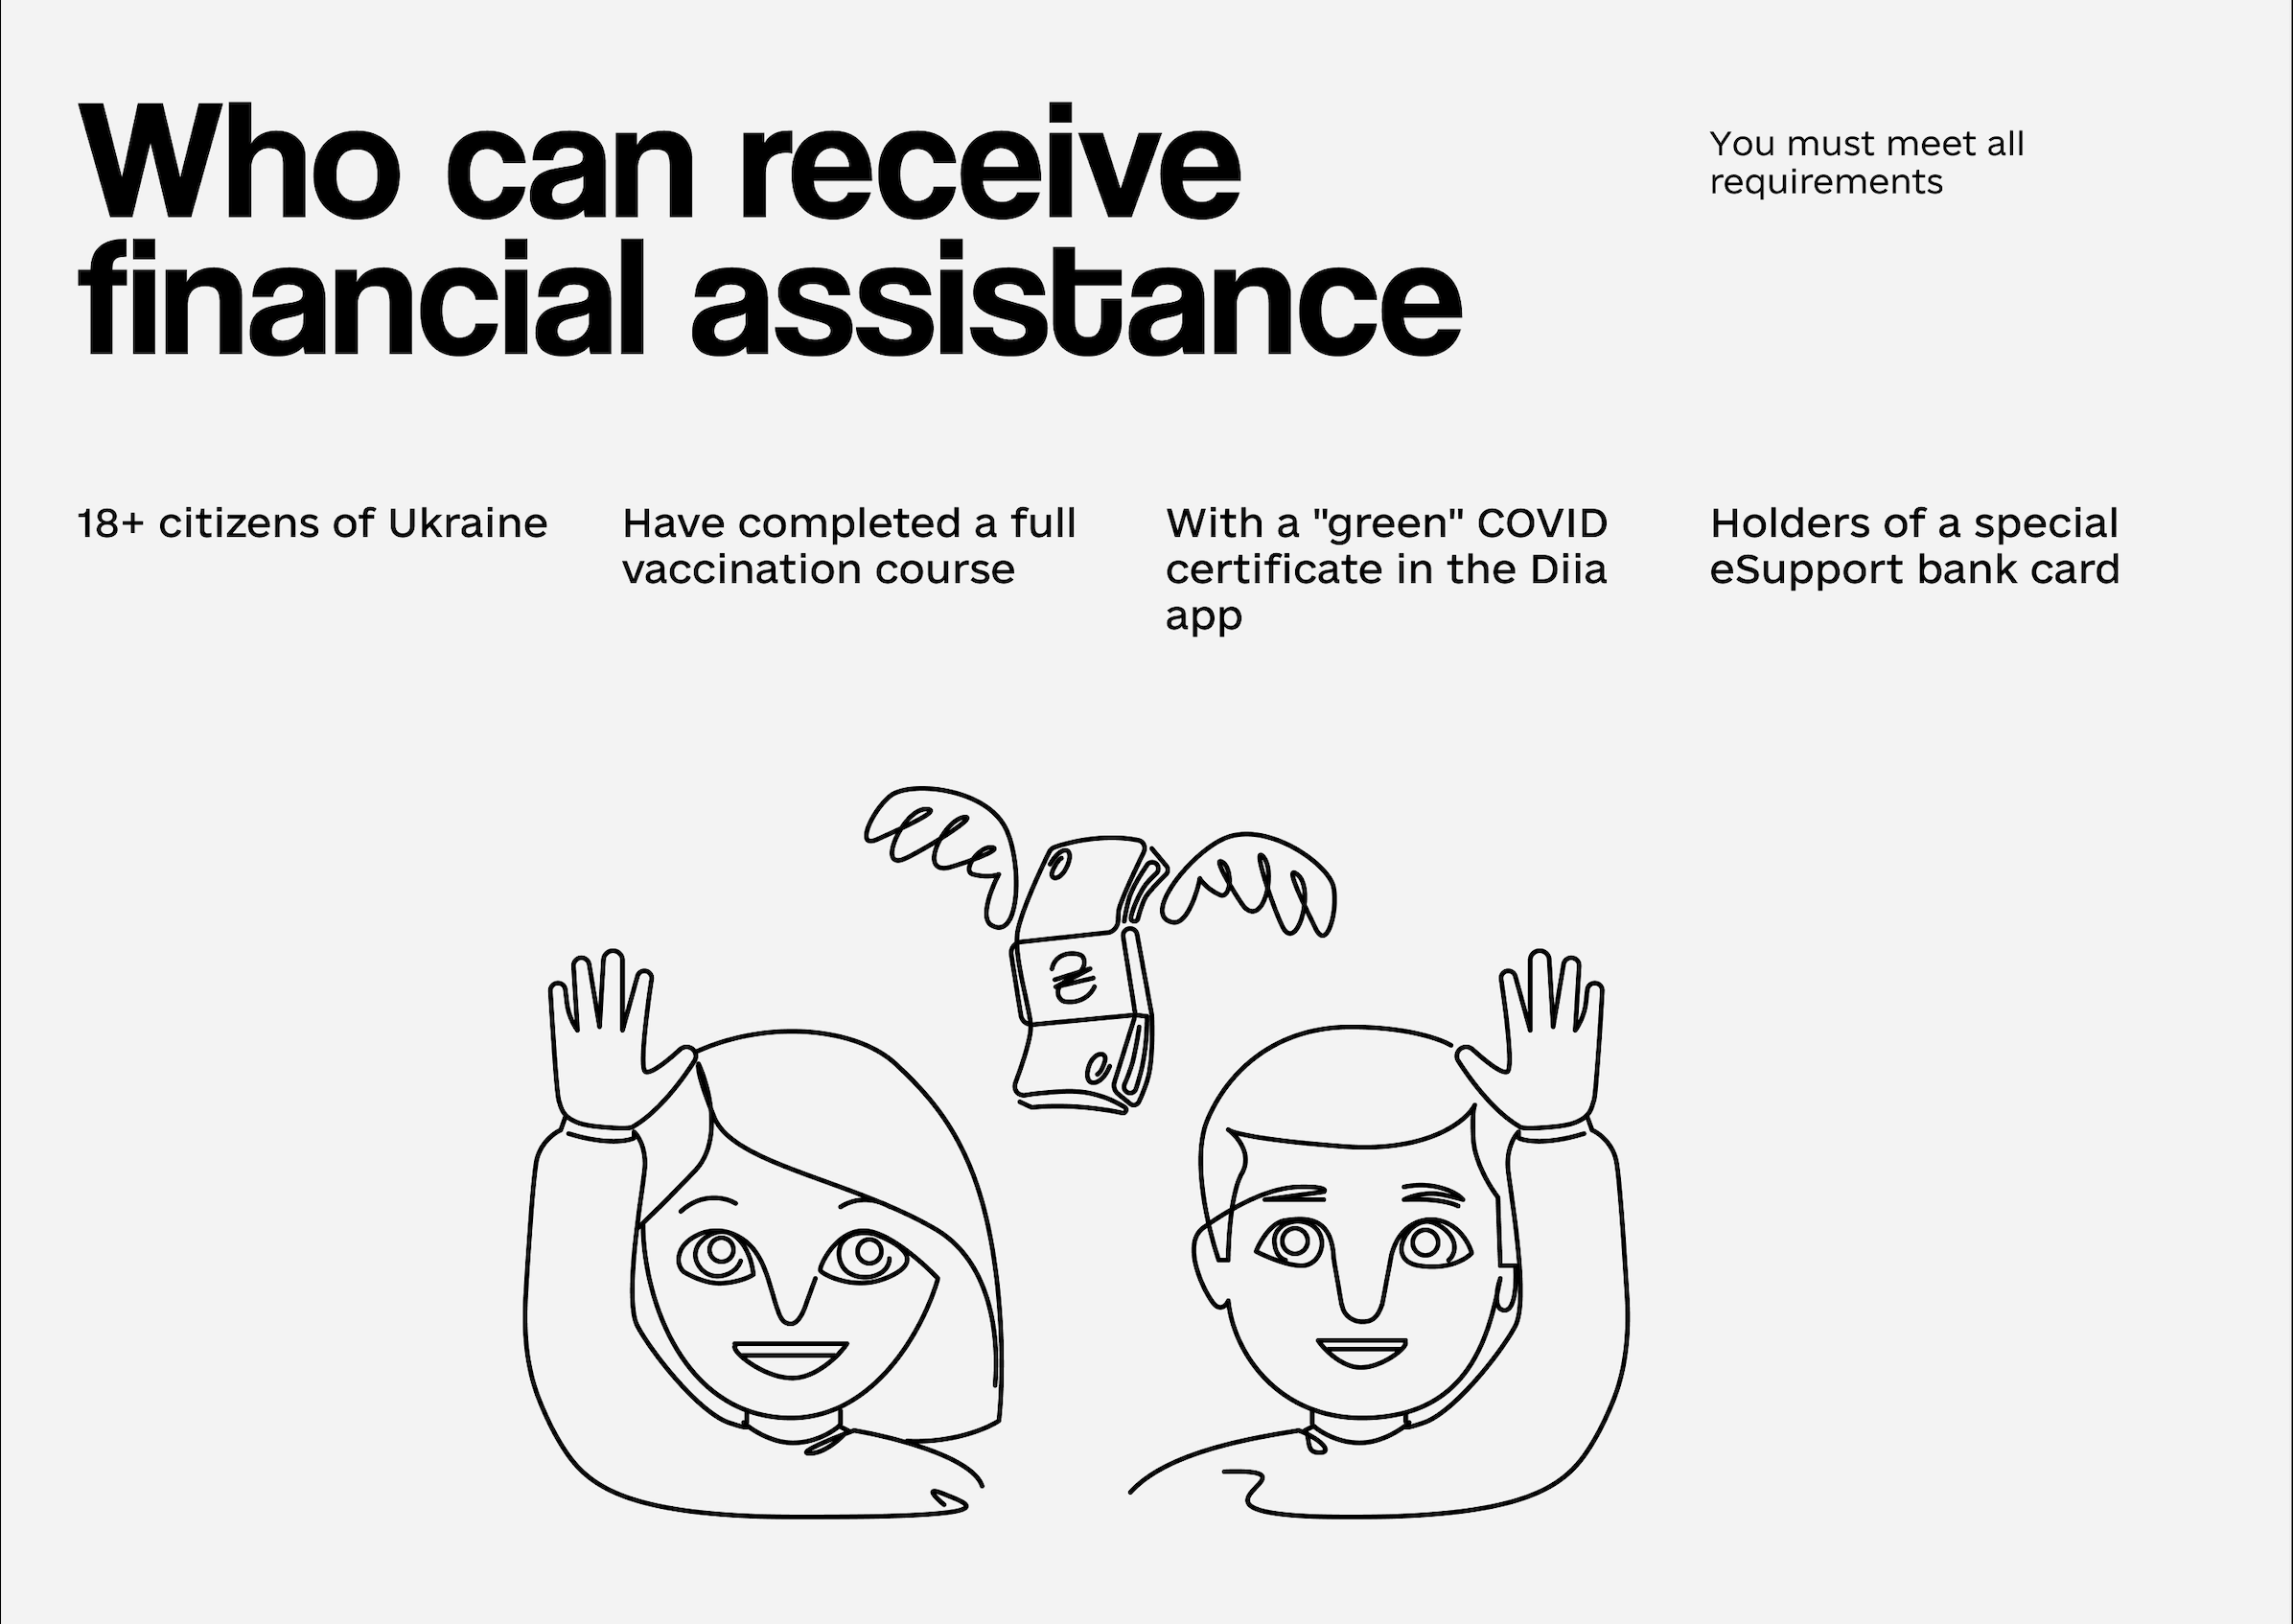 Who can receive
financial assistance
You must meet all
requirements
18+ citizens of Ukraine
Have completed a full
vaccination course
With a "green" COVID
certificate in the Diia
app
Holders of a special
eSupport bank card
₴